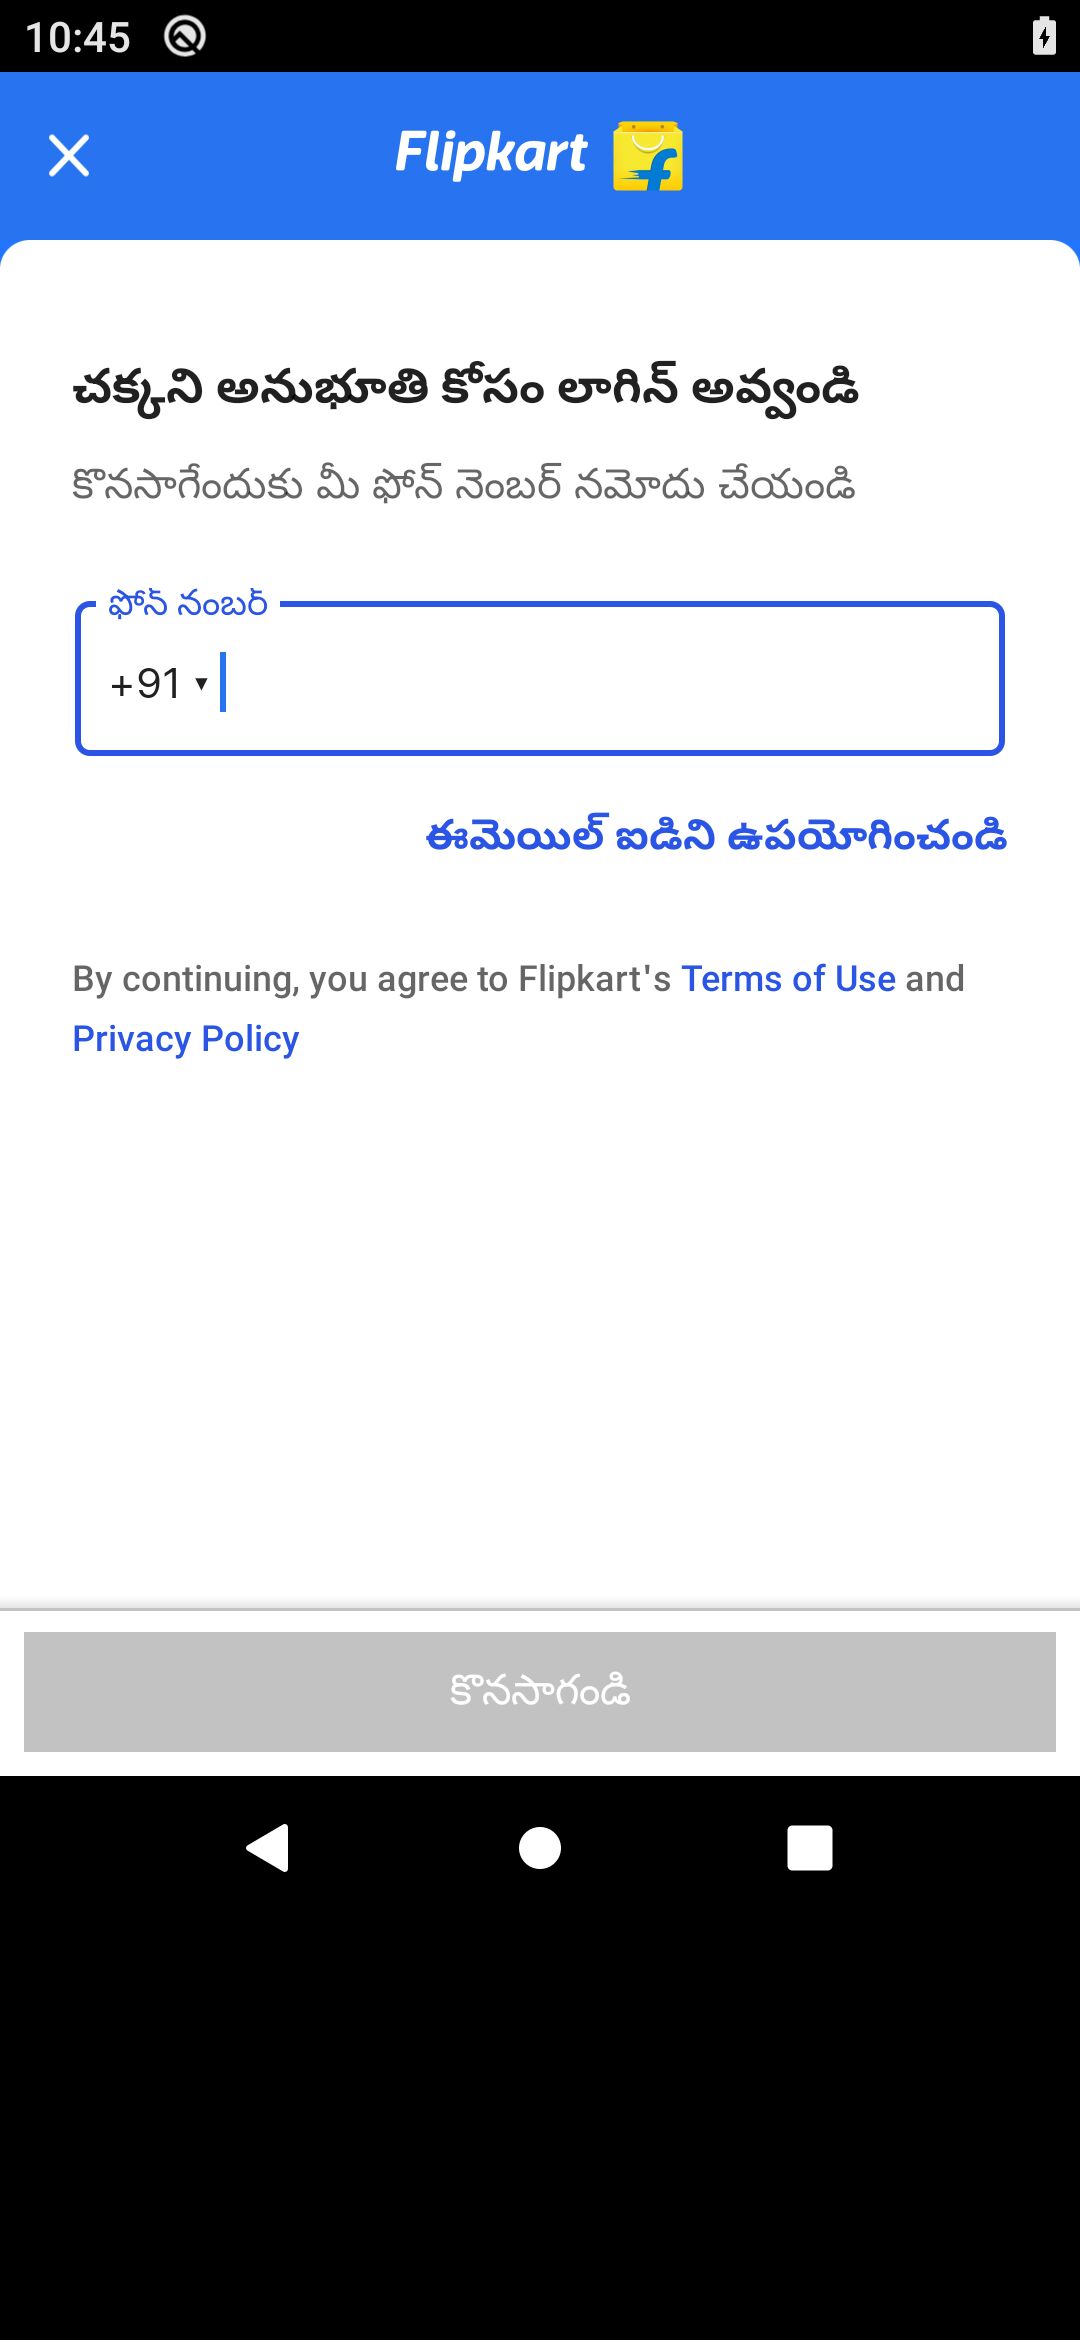 10:45
Flipkart
చక్కని అనుభూతి కోసం లాగిన్ అవ్వండి
కొనసాగేందుకు మీ ఫోన్ నెంబర్ నమోదు చేయండి
ఫోన్ నంబర్
+91
ఈమెయిల్ ఐడిని ఉపయోగించండి
By continuing, you agree to Flipkart's Terms of Use and
Privacy Policy
కొనసాగండి